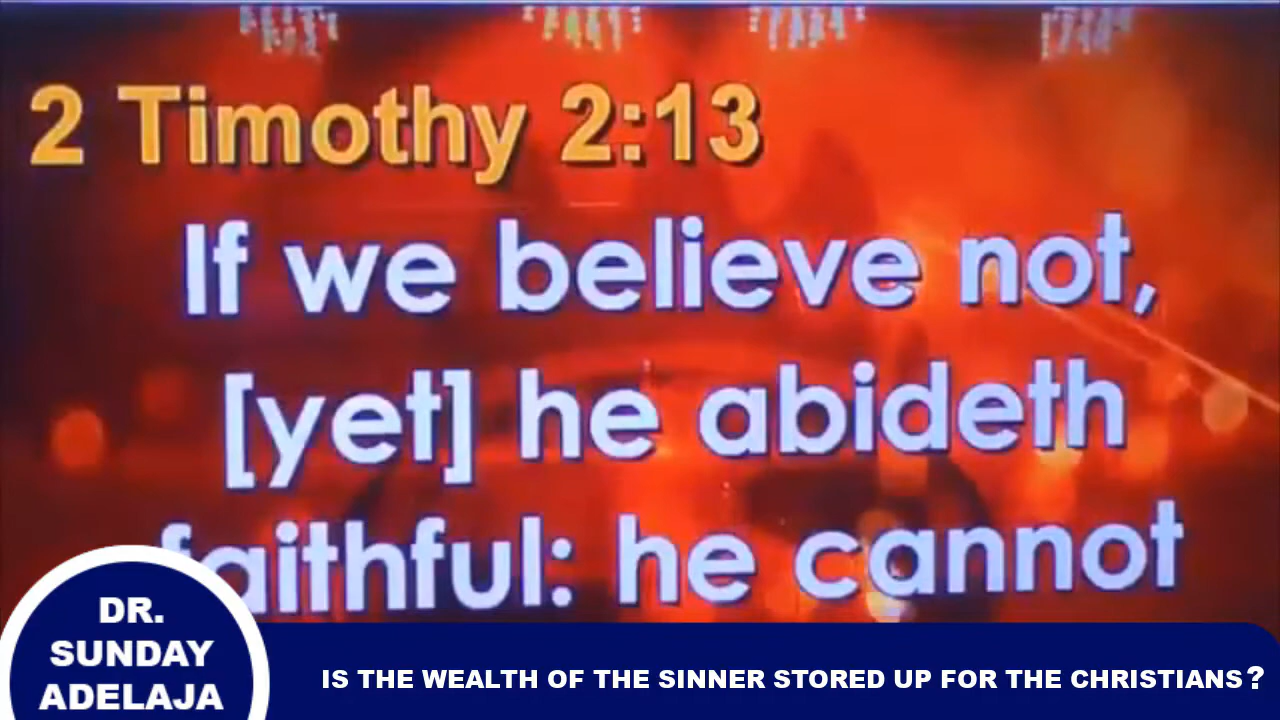 2 Timothy 2:13
If we believe not,
[yet] he abideth
faithful: he cannot
DR.
SUNDAY
ADELAJA
IS THE WEALTH OF THE SINNER STORED UP FOR THE CHRISTIANS?